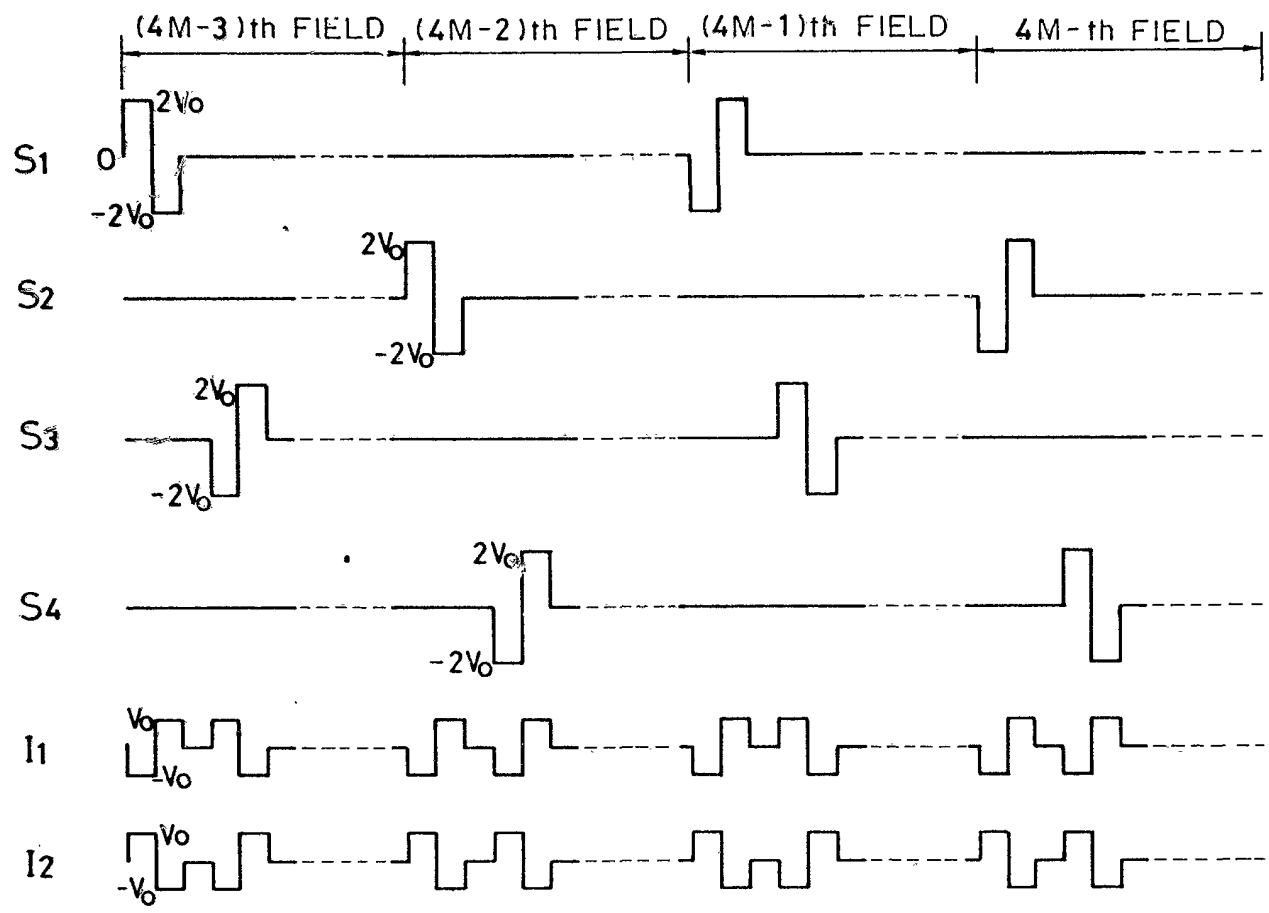 (4M-3)th FIELD (4M-2)th FIELD (4M-1)th FIELD 4M-th FIELD
2Vo
S1 0
-2Vo
2Vo
S2
-2Vo
2Vo
S3
-2Vo
2Vo
S4
-2Vo
Vo
I1
-Vo
Vo
I2
-Vo